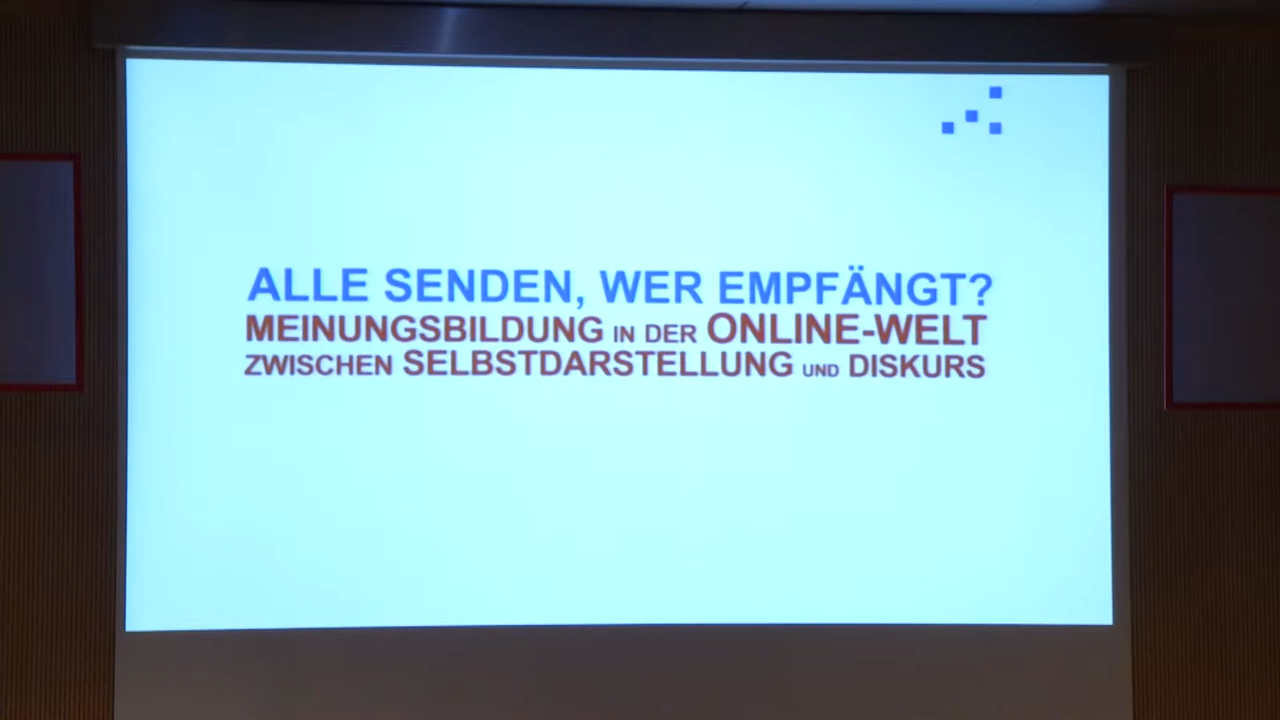 ALLE SENDEN, WER EMPFÄNGT?
MEINUNGSBILDUNG IN DER ONLINE-WELT
ZWISCHEN SELBSTDARSTELLUNG UND DISKURS